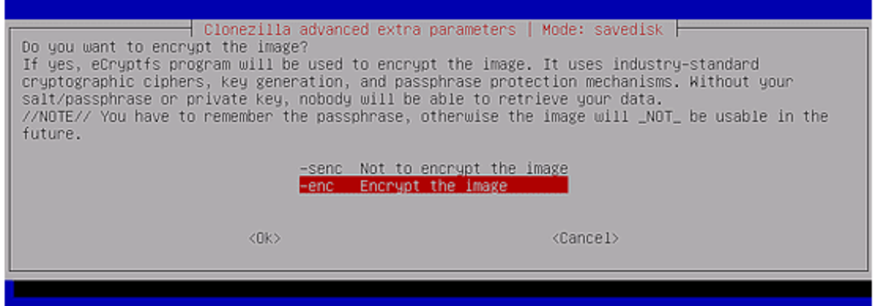 Clonezilla advanced extra parameters | Mode: savedisk
Do you want to encrypt the image?
If yes, eCryptfs program will be used to encrypt the image. It uses industry-standard
cryptographic ciphers, key generation, and passphrase protection mechanisms. Without your
salt/passphrase or private key, nobody will be able to retrieve your data.
//NOTE// You have to remember the passphrase, otherwise the image will _NOT_ be usable in the
future.
-senc Not to encrypt the image
-enc Encrypt the image
<Ok> <Cancel>